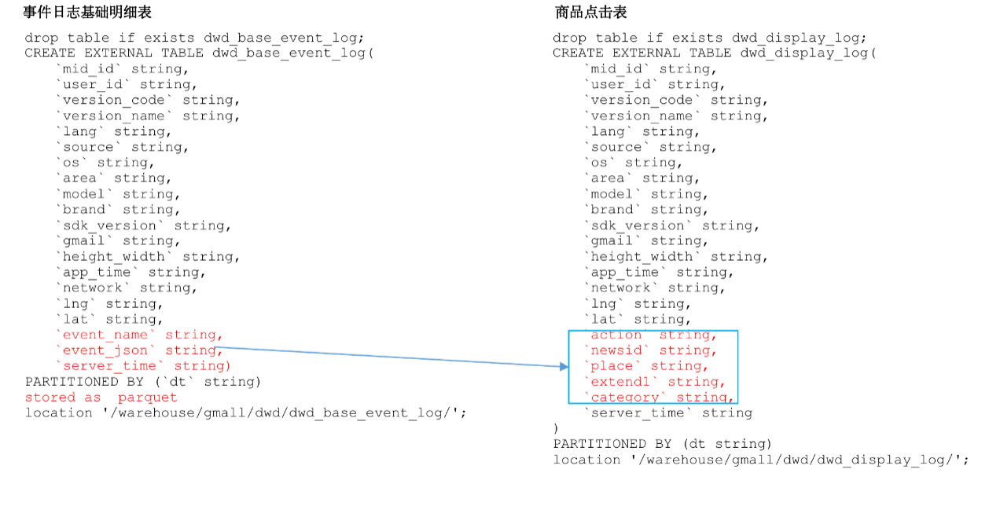 事件日志基础明细表
drop table if exists dwd_base_event_log;
CREATE EXTERNAL TABLE dwd_base_event_log(
`mid_id` string,
`user_id` string,
`version_code` string,
`version_name` string,
`lang` string,
`source` string,
`os` string,
`area` string,
`model` string,
`brand` string,
`sdk_version` string,
`gmail` string,
`height_width` string,
`app_time` string,
`network` string,
`lng` string,
`lat` string,
`event_name` string,
`event_json` string,
`server_time` string)
PARTITIONED BY (`dt` string)
stored as  parquet
location '/warehouse/gmall/dwd/dwd_base_event_log/';
商品点击表
drop table if exists dwd_display_log;
CREATE EXTERNAL TABLE dwd_display_log(
`mid_id` string,
`user_id` string,
`version_code` string,
`version_name` string,
`lang` string,
`source` string,
`os` string,
`area` string,
`model` string,
`brand` string,
`sdk_version` string,
`gmail` string,
`height_width` string,
`app_time` string,
`network` string,
`lng` string,
`lat` string,
`action` string,
`newsid` string,
`place` string,
`extend1` string,
`category` string,
`server_time` string
)
PARTITIONED BY (dt string)
location '/warehouse/gmall/dwd/dwd_display_log/';